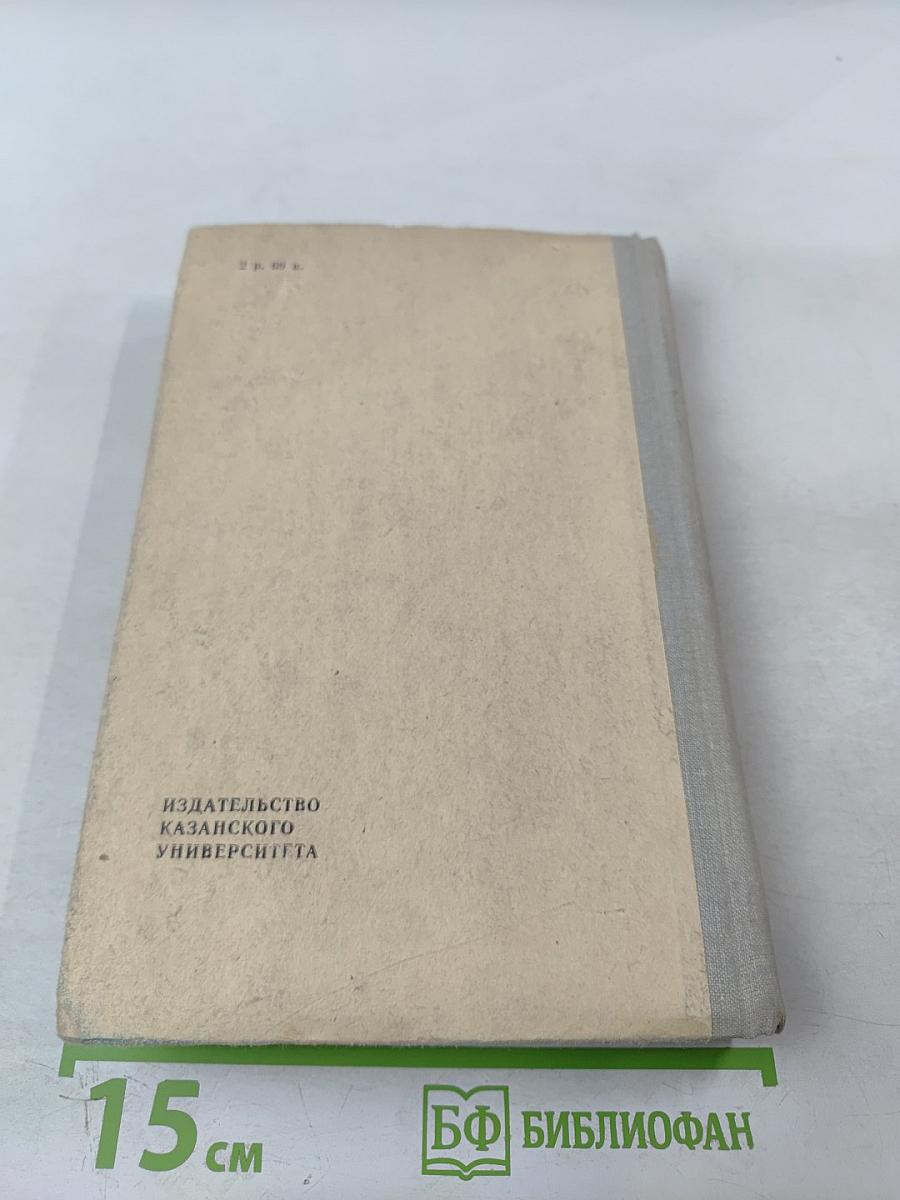 2 р. 09 к.
ИЗДАТЕЛЬСТВО
КАЗАНСКОГО
УНИВЕРСИТЕТА
15 см
БФ БИБЛИОФАН